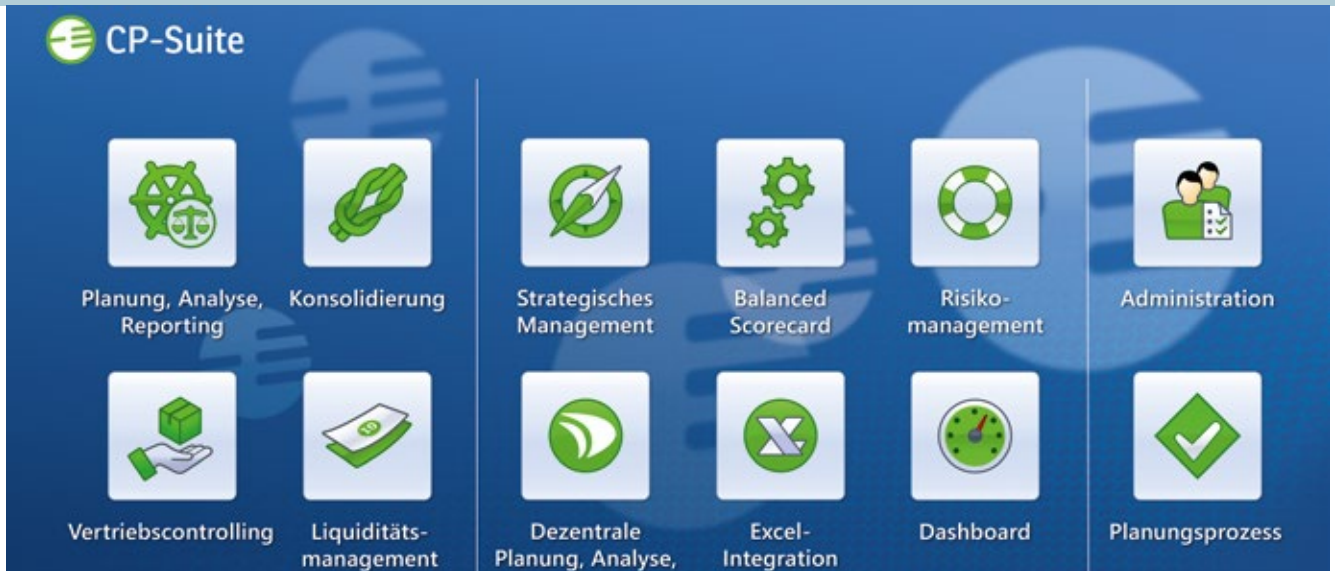 CP-Suite
Planung, Analyse,
Reporting
Konsolidierung
Strategisches
Management
Balanced
Scorecard
Risiko-
management
Administration
Vertriebscontrolling
Liquiditäts-
management
Dezentrale
Planung, Analyse,
Excel-
Integration
Dashboard
Planungsprozess